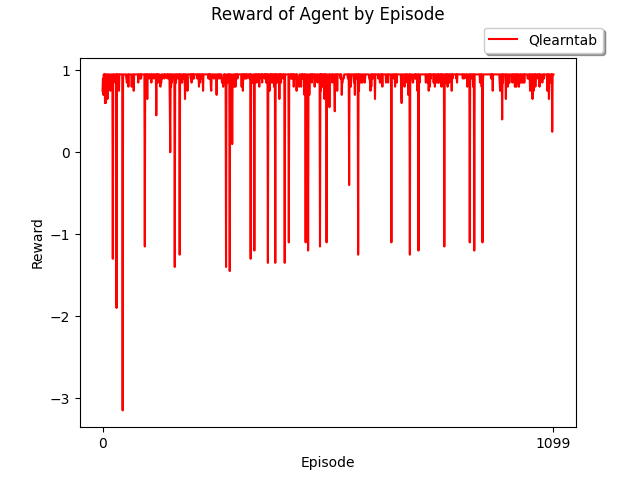 Reward of Agent by Episode
Qlearntab
1
0
−1
−2
−3
Reward
0
1099
Episode